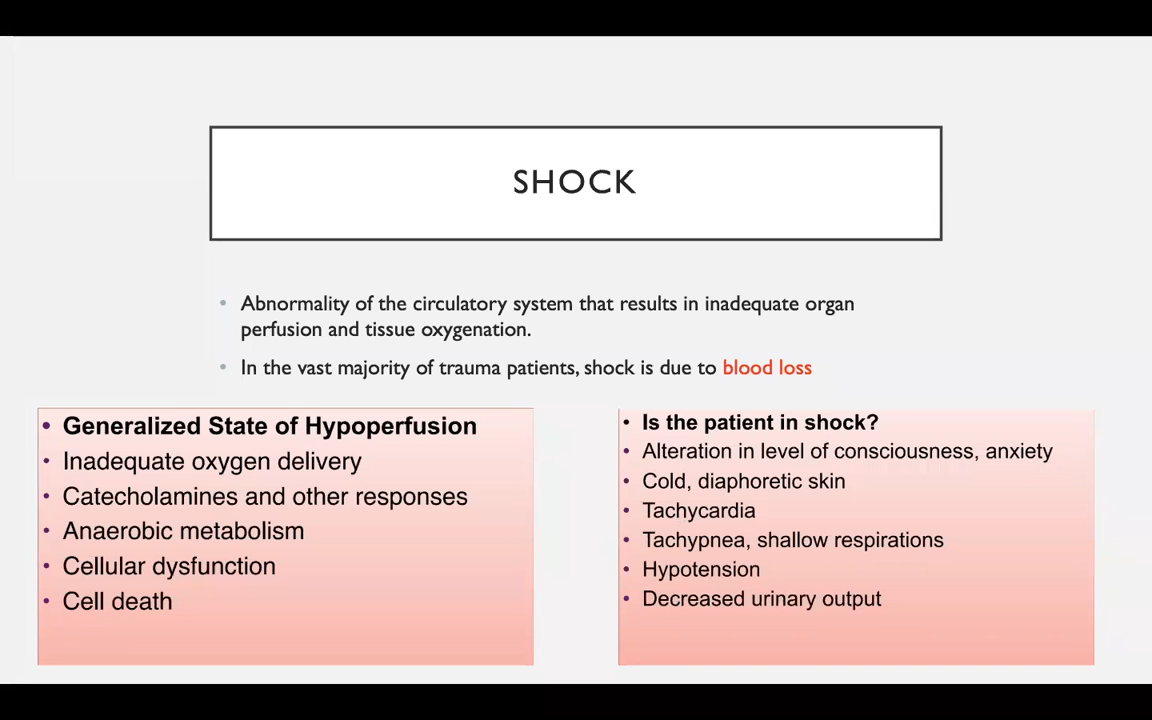 SHOCK
• Abnormality of the circulatory system that results in inadequate organ
perfusion and tissue oxygenation.
• In the vast majority of trauma patients, shock is due to blood loss
• Generalized State of Hypoperfusion
• Inadequate oxygen delivery
• Catecholamines and other responses
• Anaerobic metabolism
• Cellular dysfunction
• Cell death
• Is the patient in shock?
• Alteration in level of consciousness, anxiety
• Cold, diaphoretic skin
• Tachycardia
• Tachypnea, shallow respirations
• Hypotension
• Decreased urinary output